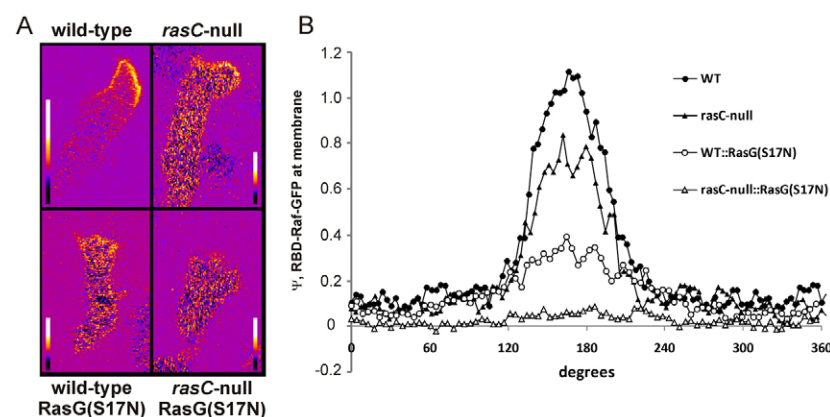 A
wild-type rasC-null
wild-type rasC-null
RasG(S17N) RasG(S17N)
B
Ψ, RBD-Raf-GFP at membrane
1.2
1.0
0.8
0.6
0.4
0.2
0
-0.2
0 60 120 180 240 300 360
degrees
WT
rasC-null
WT::RasG(S17N)
rasC-null::RasG(S17N)